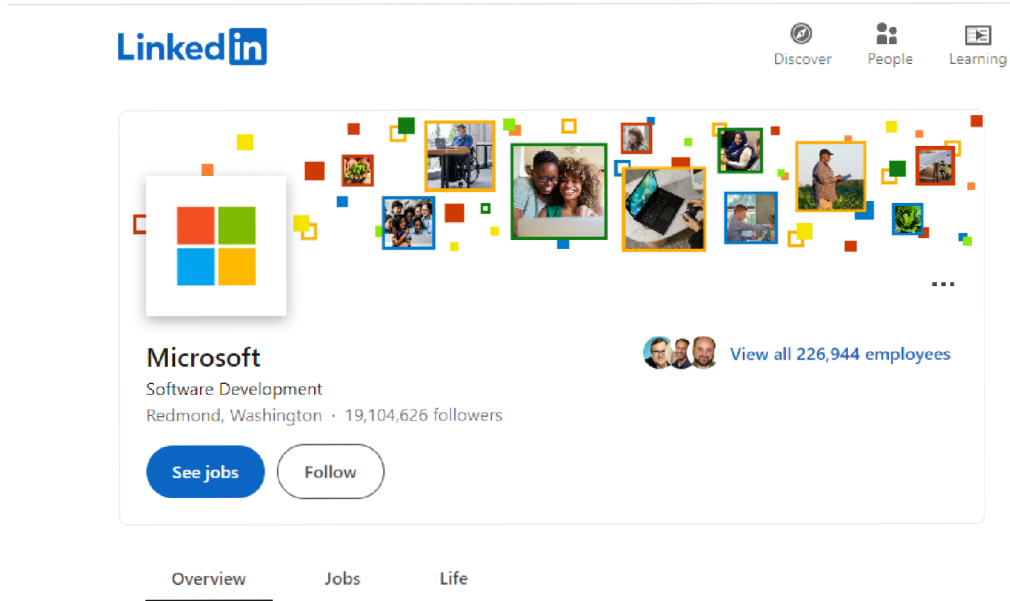 Linkedin
Discover
People
Learning
Microsoft
View all 226,944 employees
Software Development
Redmond, Washington · 19,104,626 followers
See jobs
Follow
Overview
Jobs
Life